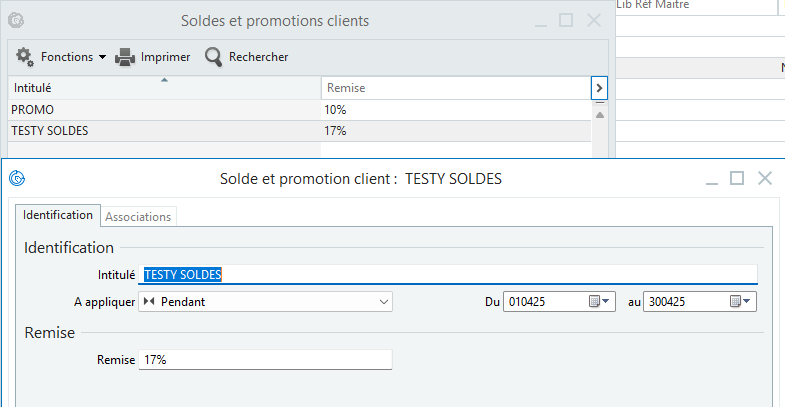 Soldes et promotions clients
Lib Réf Maitre
Fonctions Imprimer Rechercher
Intitulé Remise
PROMO 10%
TESTY SOLDES 17%
Solde et promotion client : TESTY SOLDES
Identification Associations
Identification
Intitulé TESTY SOLDES
A appliquer Pendant Du 010425 au 300425
Remise
Remise 17%